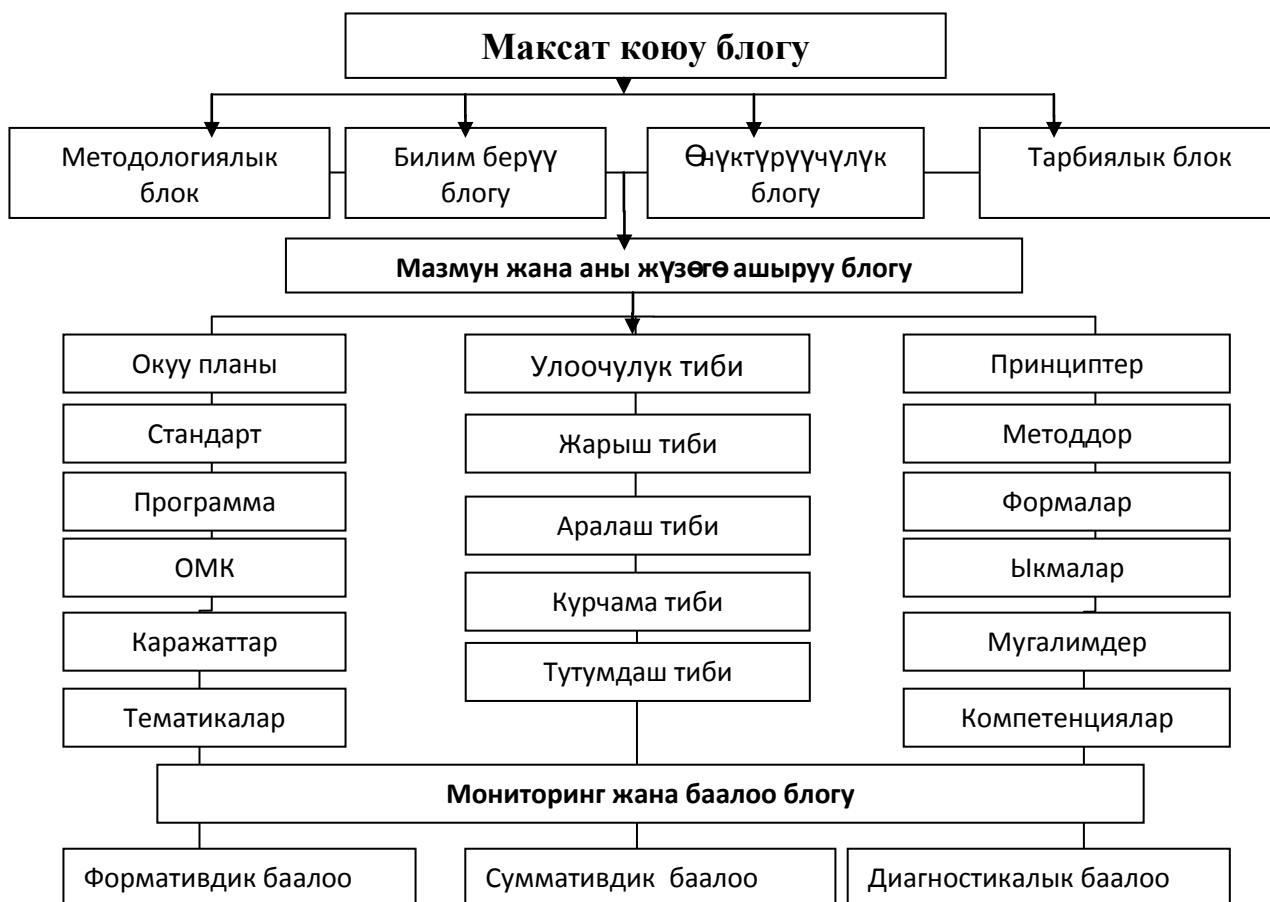 Максат коюу блогу
Методологиялык
блок
Билим берүү
блогу
Өнүктүрүүчүлүк
блогу
Тарбиялык блок
Мазмун жана аны жүзөгө ашыруу блогу
Окуу планы
Стандарт
Программа
ОМК
Каражаттар
Тематикалар
Улоочулук тиби
Жарыш тиби
Аралаш тиби
Курчама тиби
Тутумдаш тиби
Принциптер
Методдор
Формалар
Ыкмалар
Мугалимдер
Компетенциялар
Мониторинг жана баалоо блогу
Формативдик баалоо
Суммативдик баалоо
Диагностикалык баалоо